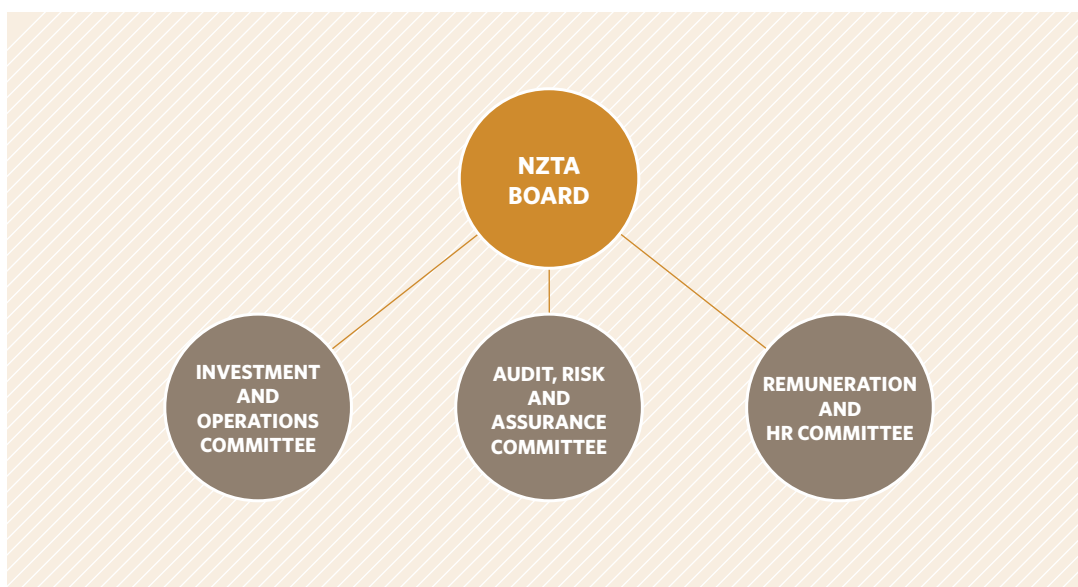 NZTA
BOARD
INVESTMENT
AND
OPERATIONS
COMMITTEE
AUDIT, RISK
AND
ASSURANCE
COMMITTEE
REMUNERATION
AND
HR COMMITTEE